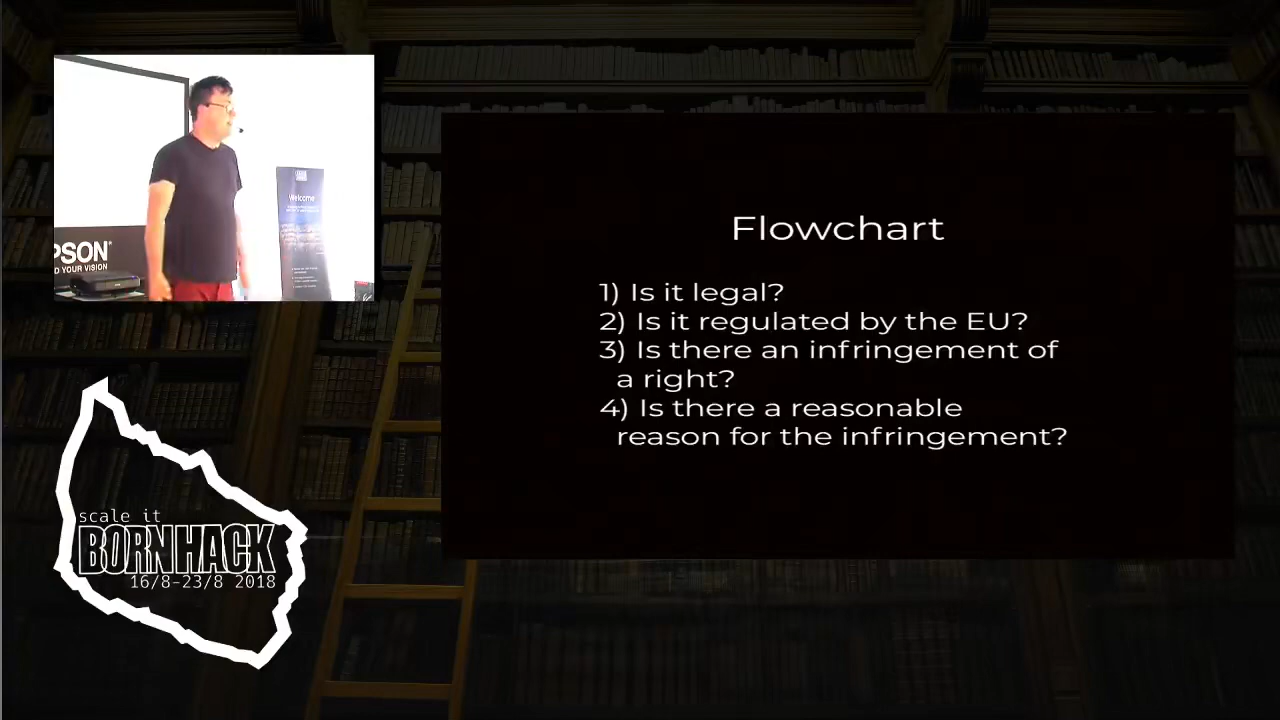 Welcome
PSON
D YOUR VISION
Flowchart
1) Is it legal?
2) Is it regulated by the EU?
3) Is there an infringement of
a right?
4) Is there a reasonable
reason for the infringement?
scale it
BORNHACK
16/8-23/8 2018